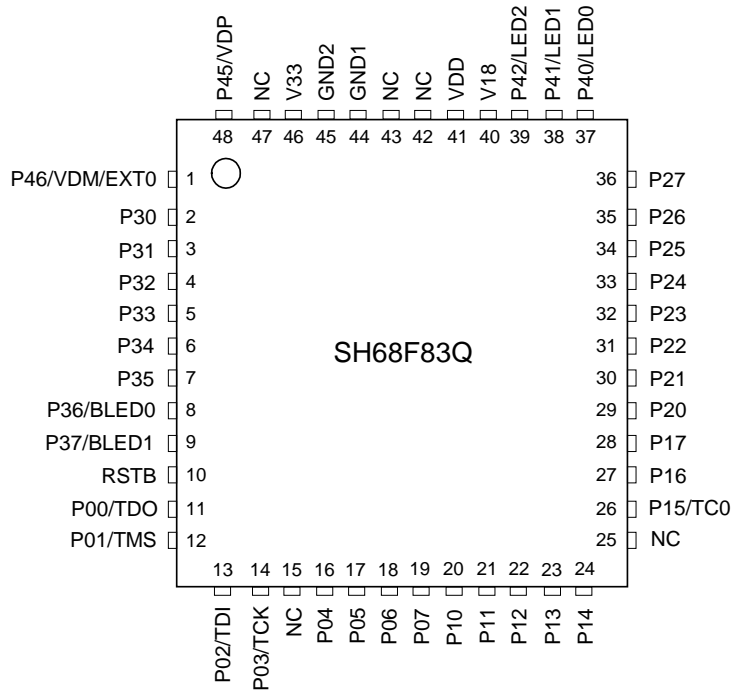 P45/VDP
NC
V33
GND2
GND1
NC
NC
VDD
V18
P42/LED2
P41/LED1
P40/LED0
48 47 46 45 44 43 42 41 40 39 38 37
P46/VDM/EXT0 1 36 P27
P30 2 35 P26
P31 3 34 P25
P32 4 33 P24
P33 5 32 P23
P34 6 31 P22
SH68F83Q
P35 7 30 P21
P36/BLED0 8 29 P20
P37/BLED1 9 28 P17
RSTB 10 27 P16
P00/TDO 11 26 P15/TC0
P01/TMS 12 25 NC
13 14 15 16 17 18 19 20 21 22 23 24
P02/TDI
P03/TCK
NC
P04
P05
P06
P07
P10
P11
P12
P13
P14